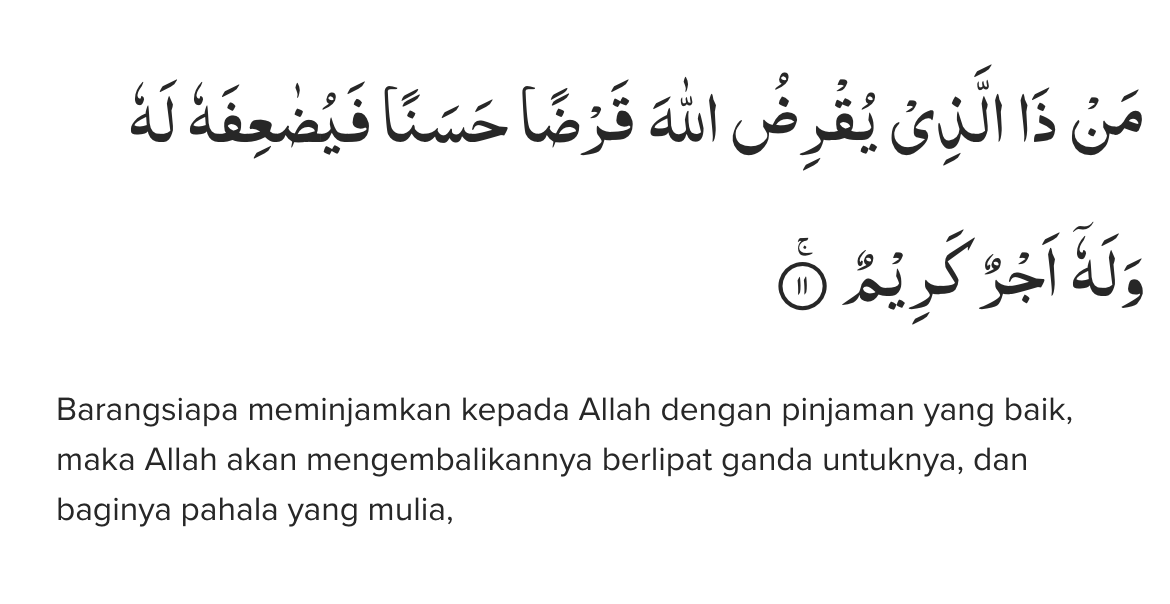 مَنْ ذَا الَّذِيْ يُقْرِضُ اللّٰهَ قَرْضًا حَسَنًا فَيُضٰعِفَهٗ لَهٗ
وَلَهٗٓ اَجْرٌ كَرِيْمٌ ۚ ١١
Barangsiapa meminjamkan kepada Allah dengan pinjaman yang baik,
maka Allah akan mengembalikannya berlipat ganda untuknya, dan
baginya pahala yang mulia,